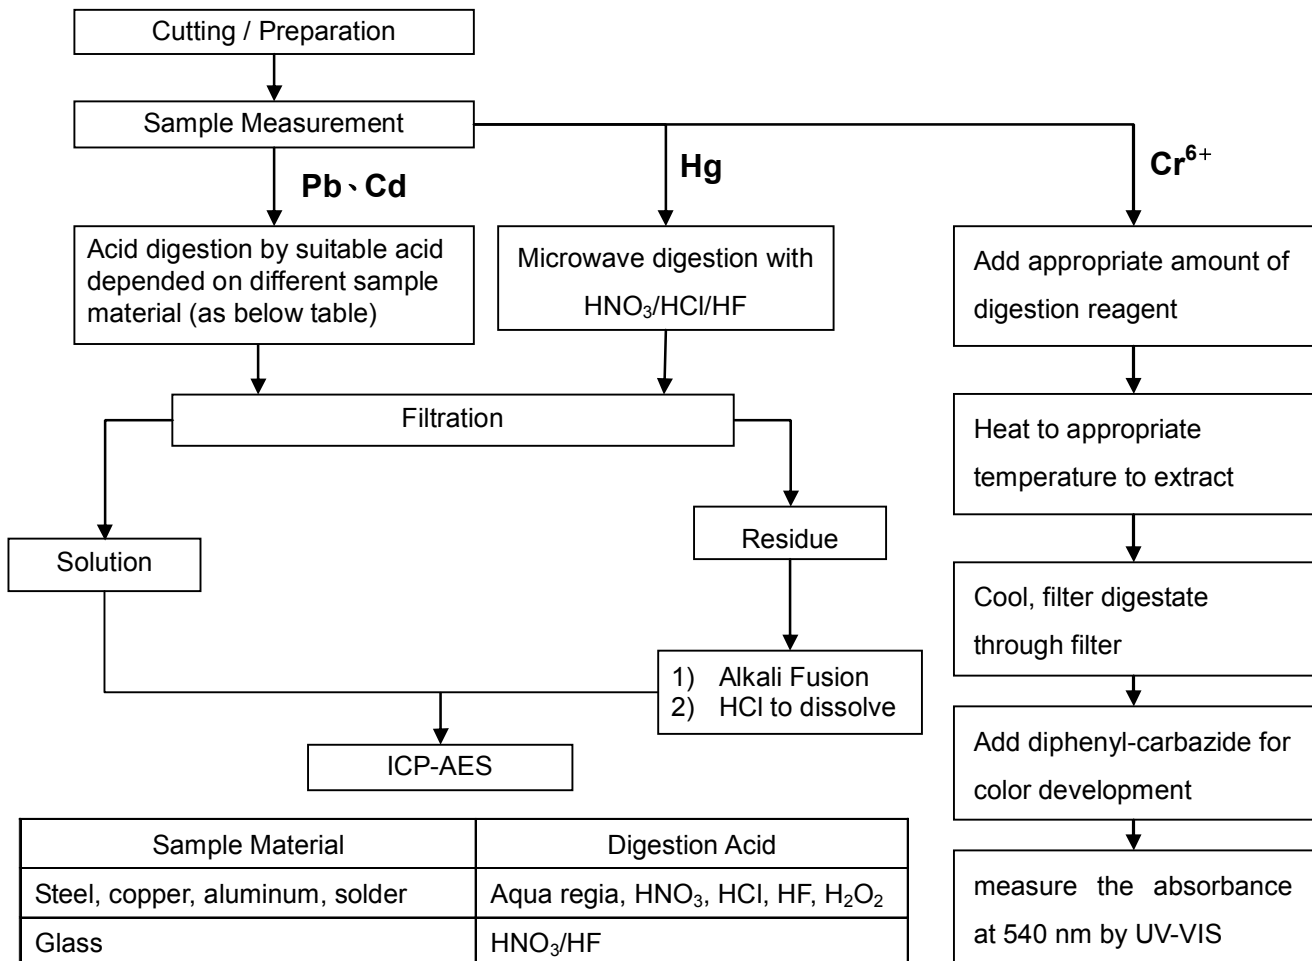 Cutting / Preparation
Sample Measurement
Pb、Cd
Hg
Cr⁶⁺
Acid digestion by suitable acid
depended on different sample
material (as below table)
Microwave digestion with
HNO₃/HCl/HF
Add appropriate amount of
digestion reagent
Filtration
Heat to appropriate
temperature to extract
Solution
Residue
Cool, filter digestate
through filter
1) Alkali Fusion
2) HCl to dissolve
ICP-AES
Add diphenyl-carbazide for
color development
measure the absorbance
at 540 nm by UV-VIS
Sample Material Digestion Acid
Steel, copper, aluminum, solder Aqua regia, HNO₃, HCl, HF, H₂O₂
Glass HNO₃/HF